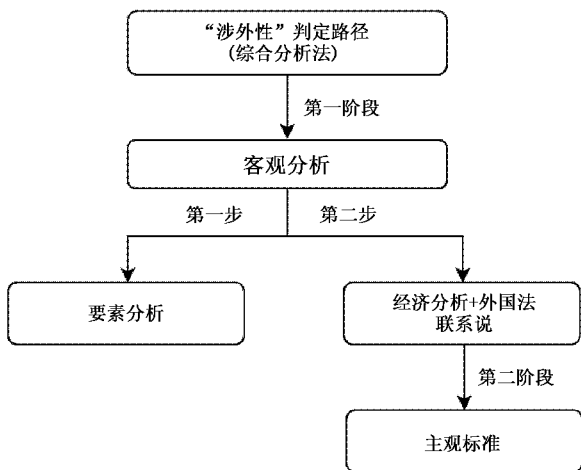 “涉外性”判定路径
(综合分析法)
第一阶段
客观分析
第一步
第二步
要素分析
经济分析+外国法
联系说
第二阶段
主观标准